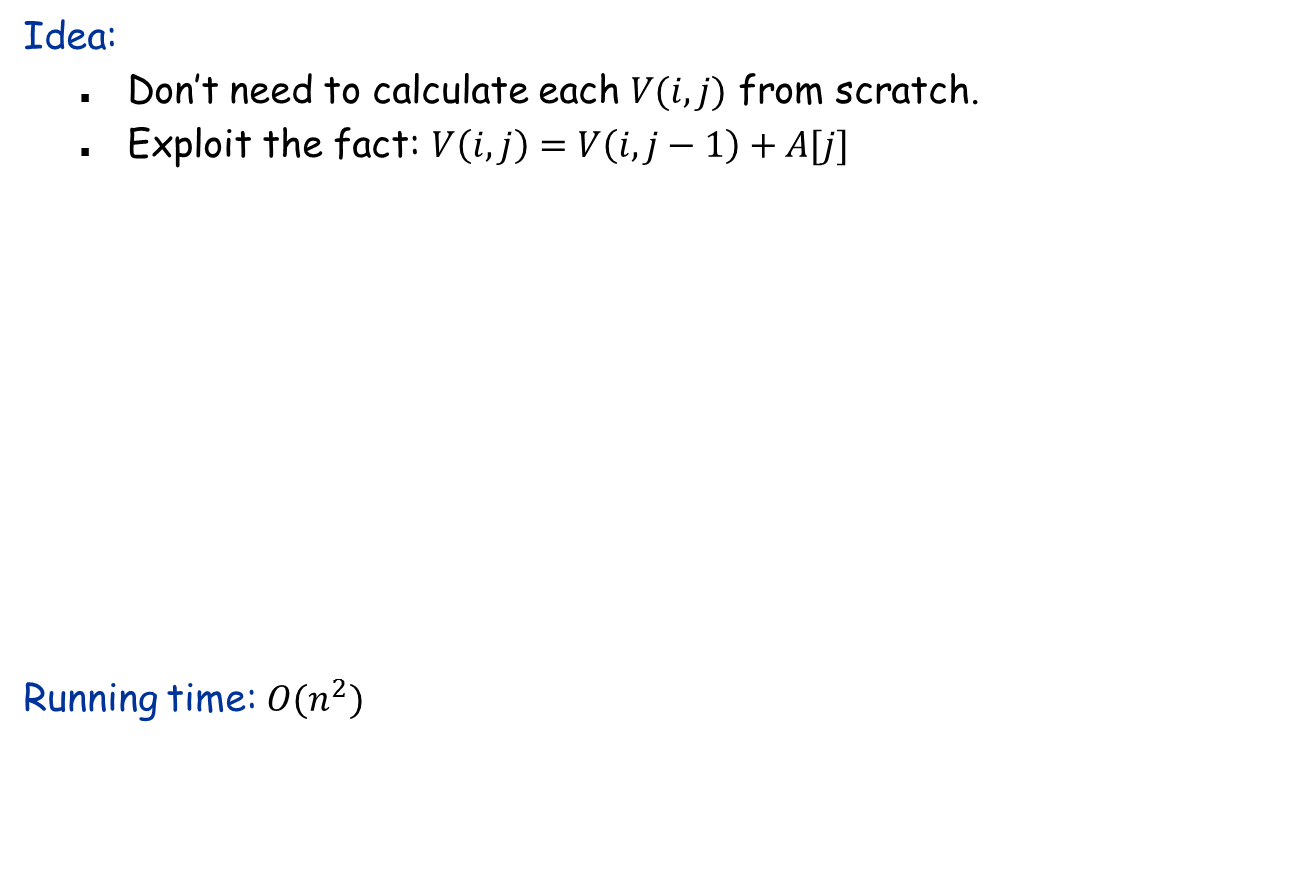 Idea:
▪ Don't need to calculate each V(i, j) from scratch.
▪ Exploit the fact: V(i, j) = V(i, j − 1) + A[j]
Running time: O(n²)